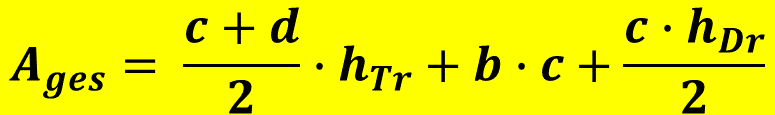 A_ges = (c + d)/2 · h_Tr + b · c + (c · h_Dr)/2